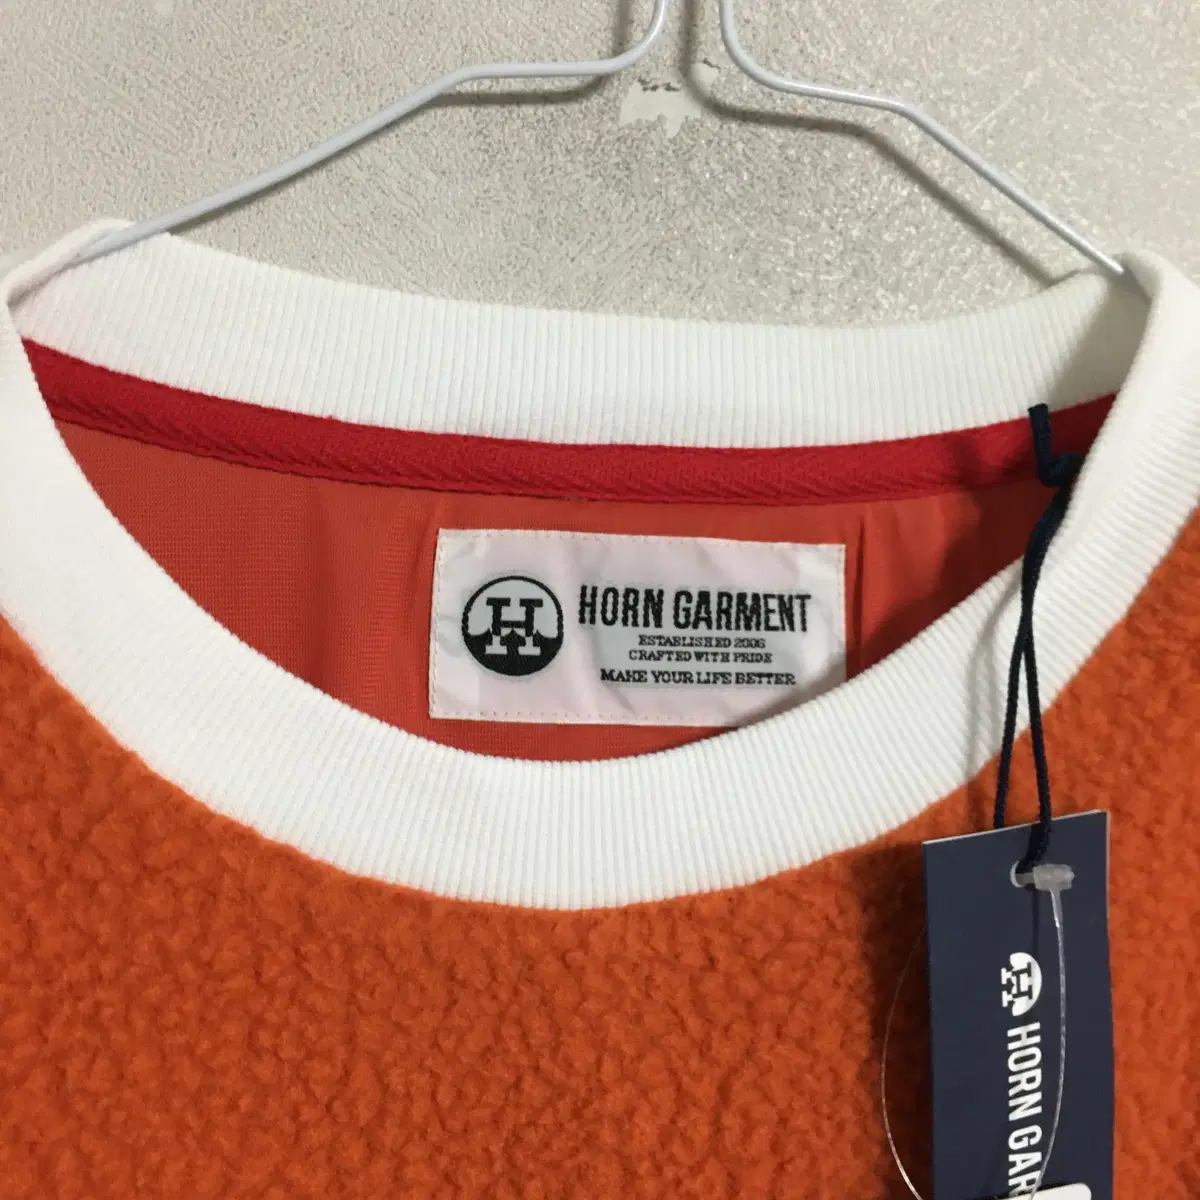 H
HORN GARMENT
ESTABLISHED 2006
CRAFTED WITH PRIDE
MAKE YOUR LIFE BETTER
H HORN GAR